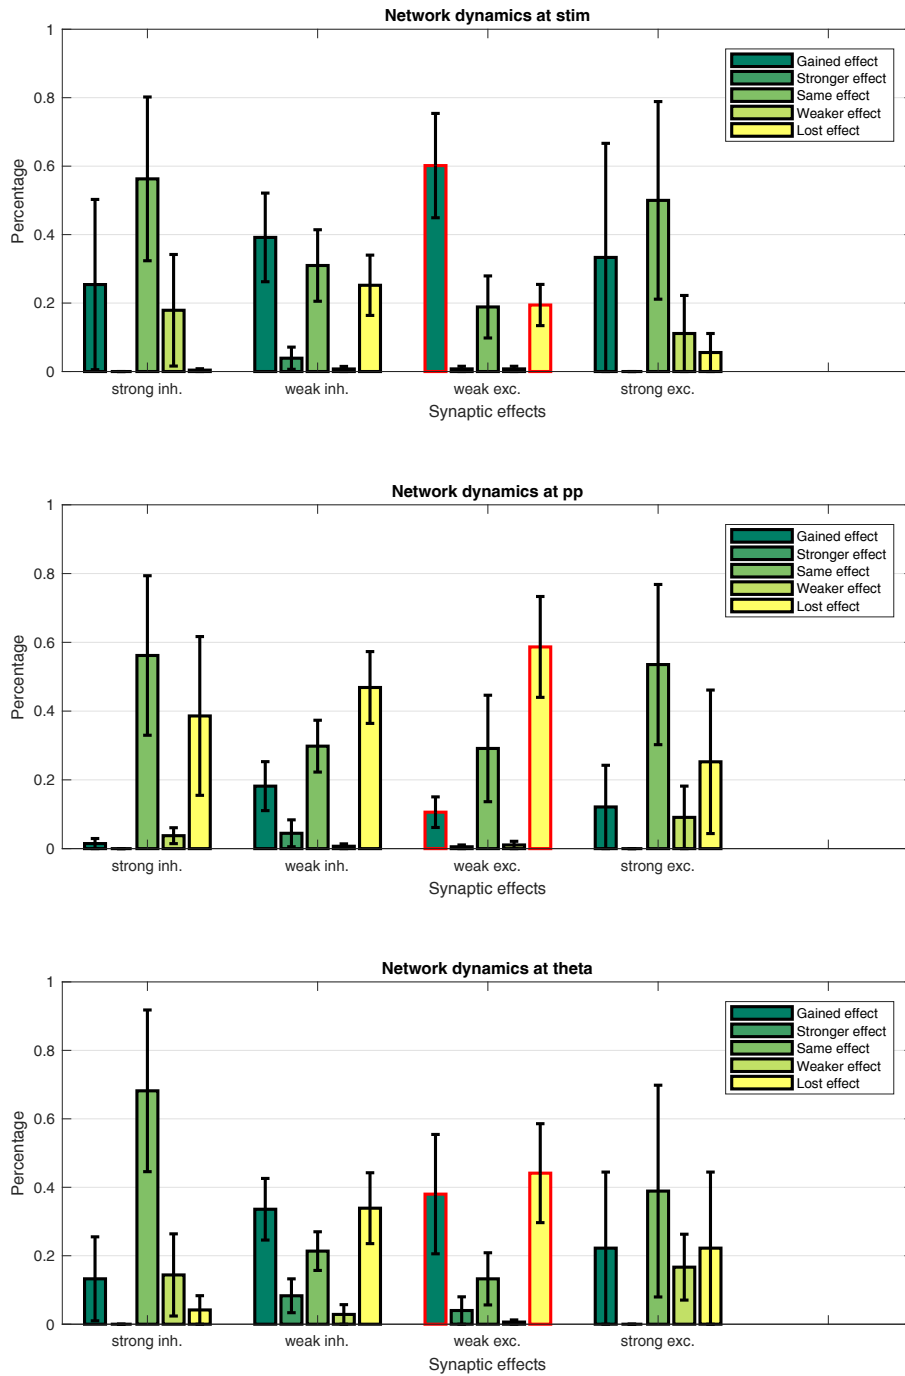 Network dynamics at stim
1
0.8
0.6
0.4
0.2
0
Percentage
Gained effect
Stronger effect
Same effect
Weaker effect
Lost effect
strong inh.
weak inh.
weak exc.
strong exc.
Synaptic effects
Network dynamics at pp
1
0.8
0.6
0.4
0.2
0
Percentage
Gained effect
Stronger effect
Same effect
Weaker effect
Lost effect
strong inh.
weak inh.
weak exc.
strong exc.
Synaptic effects
Network dynamics at theta
1
0.8
0.6
0.4
0.2
0
Percentage
Gained effect
Stronger effect
Same effect
Weaker effect
Lost effect
strong inh.
weak inh.
weak exc.
strong exc.
Synaptic effects